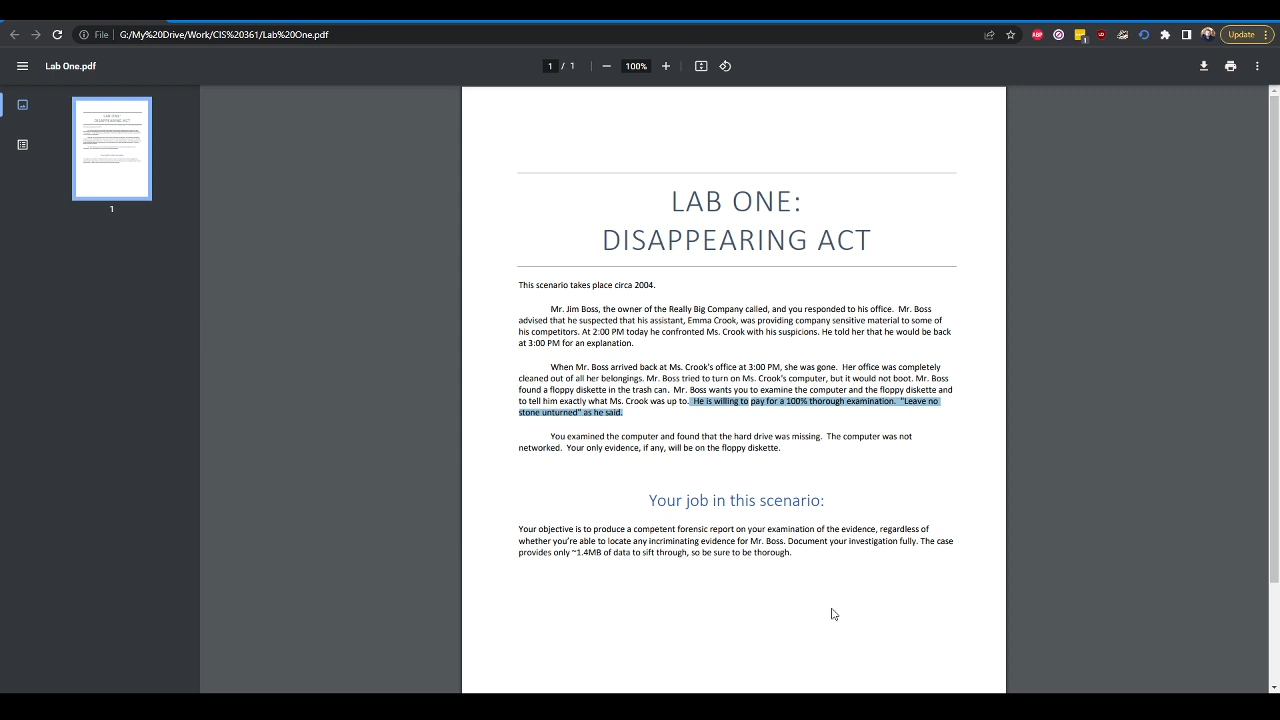 File
G:/My%20Drive/Work/CIS%20361/Lab%20One.pdf
ABP
1
Update
Lab One.pdf
1 / 1
100%
1
LAB ONE:
DISAPPEARING ACT
This scenario takes place circa 2004.
Mr. Jim Boss, the owner of the Really Big Company called, and you responded to his office. Mr. Boss
advised that he suspected that his assistant, Emma Crook, was providing company sensitive material to some of
his competitors. At 2:00 PM today he confronted Ms. Crook with his suspicions. He told her that he would be back
at 3:00 PM for an explanation.
When Mr. Boss arrived back at Ms. Crook's office at 3:00 PM, she was gone. Her office was completely
cleaned out of all her belongings. Mr. Boss tried to turn on Ms. Crook's computer, but it would not boot. Mr. Boss
found a floppy diskette in the trash can. Mr. Boss wants you to examine the computer and the floppy diskette and
to tell him exactly what Ms. Crook was up to. He is willing to pay for a 100% thorough examination. "Leave no
stone unturned" as he said.
You examined the computer and found that the hard drive was missing. The computer was not
networked. Your only evidence, if any, will be on the floppy diskette.
Your job in this scenario:
Your objective is to produce a competent forensic report on your examination of the evidence, regardless of
whether you're able to locate any incriminating evidence for Mr. Boss. Document your investigation fully. The case
provides only ~1.4MB of data to sift through, so be sure to be thorough.